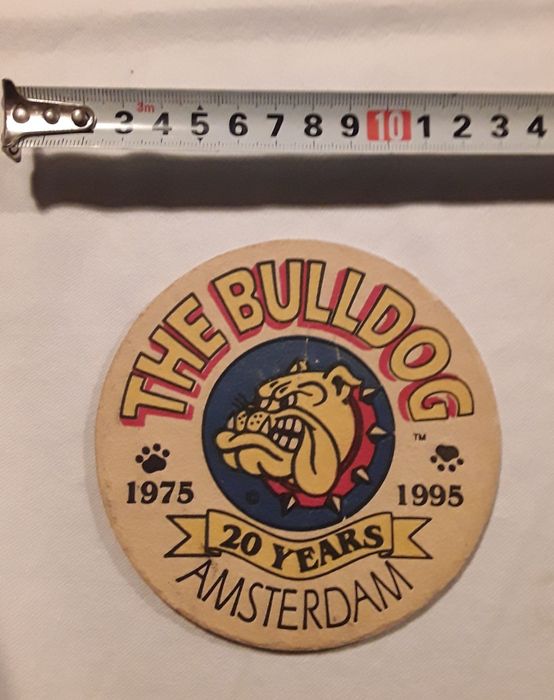 3m
3 4 5 6 7 8 9 10 1 2 3 4
THE BULLDOG
TM
1975 1995
©
20 YEARS
AMSTERDAM